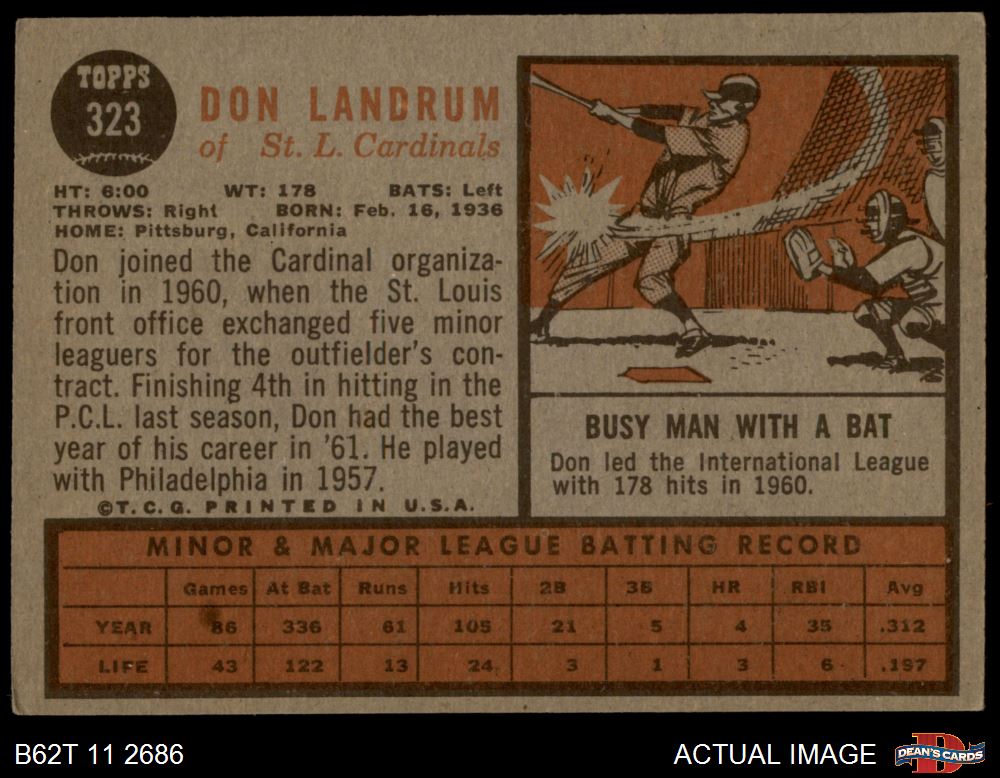 TOPPS
323
DON LANDRUM
of St. L. Cardinals
HT: 6:00 WT: 178 BATS: Left
THROWS: Right BORN: Feb. 16, 1936
HOME: Pittsburg, California
Don joined the Cardinal organiza-
tion in 1960, when the St. Louis
front office exchanged five minor
leaguers for the outfielder's con-
tract. Finishing 4th in hitting in the
P.C.L. last season, Don had the best
year of his career in '61. He played
with Philadelphia in 1957.
©T.C.G. PRINTED IN U.S.A.
BUSY MAN WITH A BAT
Don led the International League
with 178 hits in 1960.
MINOR & MAJOR LEAGUE BATTING RECORD
Games At Bat Runs Hits 2B 3B HR RBI Avg
YEAR 86 336 61 105 21 5 4 35 .312
LIFE 43 122 13 24 3 1 3 6 .197
B62T 11 2686
ACTUAL IMAGE
DEAN'S CARDS